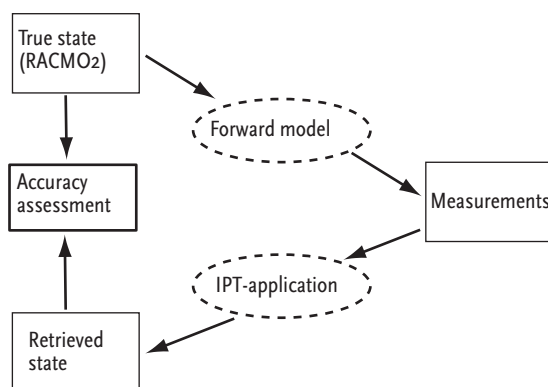 True state
(RACMO2)
Forward model
Accuracy
assessment
Measurements
IPT-application
Retrieved
state